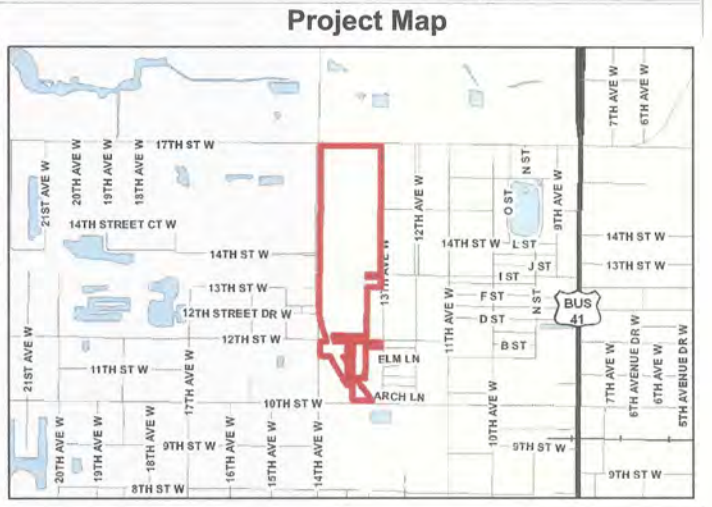 Project Map
7TH AVE W
6TH AVE W
17TH ST W
21ST AVE W
20TH AVE W
19TH AVE W
18TH AVE W
12TH AVE W
N ST
O ST
9TH AVE W
14TH STREET CT W
14TH ST W
14TH ST W
L ST
14TH ST W
13TH AVE W
J ST
13TH ST W
I ST
13TH ST W
F ST
N ST
BUS
41
12TH STREET DR W
11TH AVE W
D ST
12TH ST W
B ST
21ST AVE W
ELM LN
11TH ST W
17TH AVE W
7TH AVE W
6TH AVENUE DR W
6TH AVE W
5TH AVENUE DR W
10TH ST W
ARCH LN
10TH AVE W
20TH AVE W
19TH AVE W
18TH AVE W
9TH ST W
16TH AVE W
15TH AVE W
14TH AVE W
9TH ST W
9TH ST W
8TH ST W